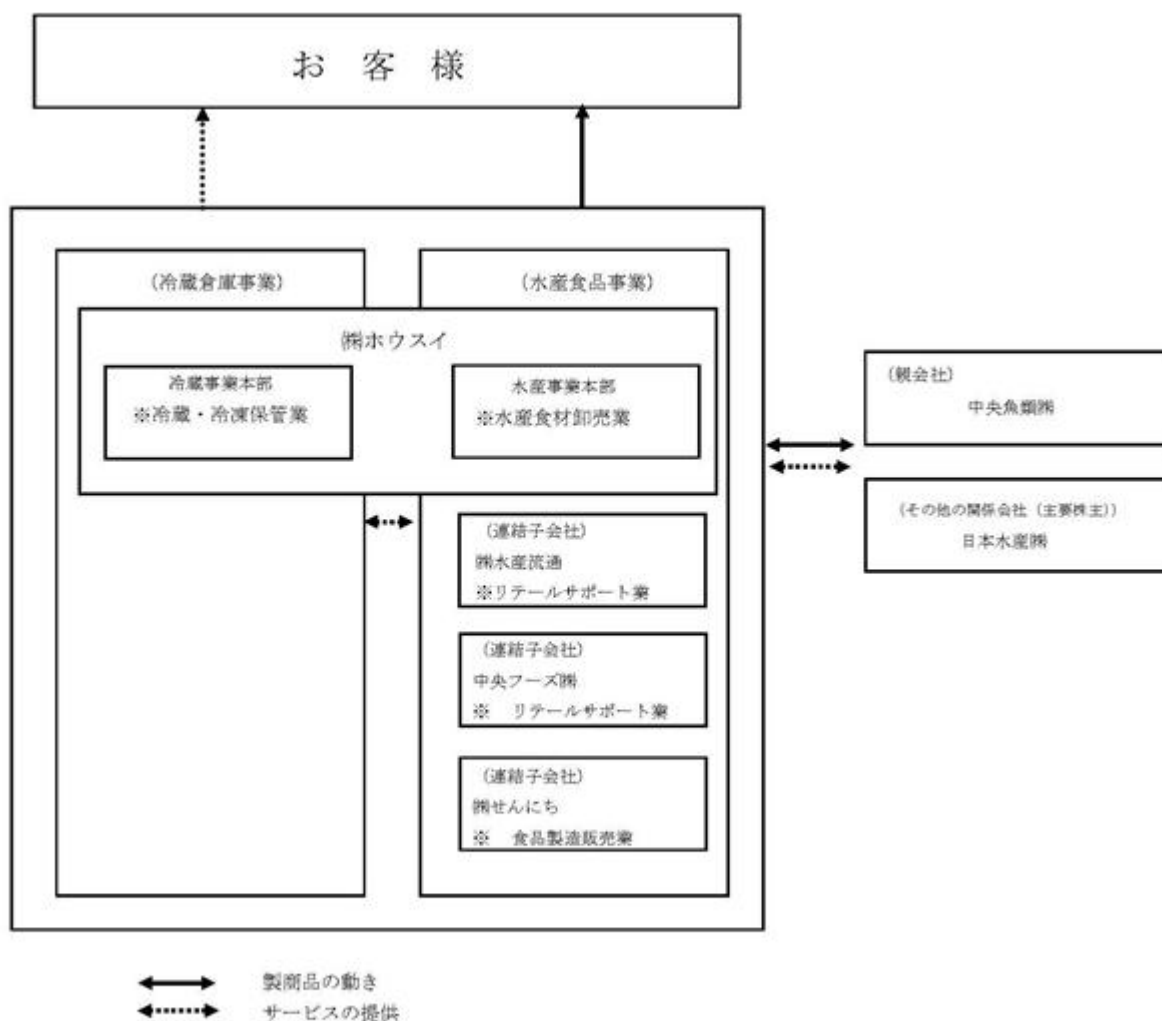 お 客 様
(冷蔵倉庫事業)
(水産食品事業)
㈱ホウスイ
冷蔵事業本部
※冷蔵・冷凍保管業
水産事業本部
※水産食材卸売業
(連結子会社)
㈱水産流通
※リテールサポート業
(連結子会社)
中央フーズ㈱
※ リテールサポート業
(連結子会社)
㈱せんにち
※ 食品製造販売業
(親会社)
中央魚類㈱
(その他の関係会社(主要株主))
日本水産㈱
製商品の動き
サービスの提供